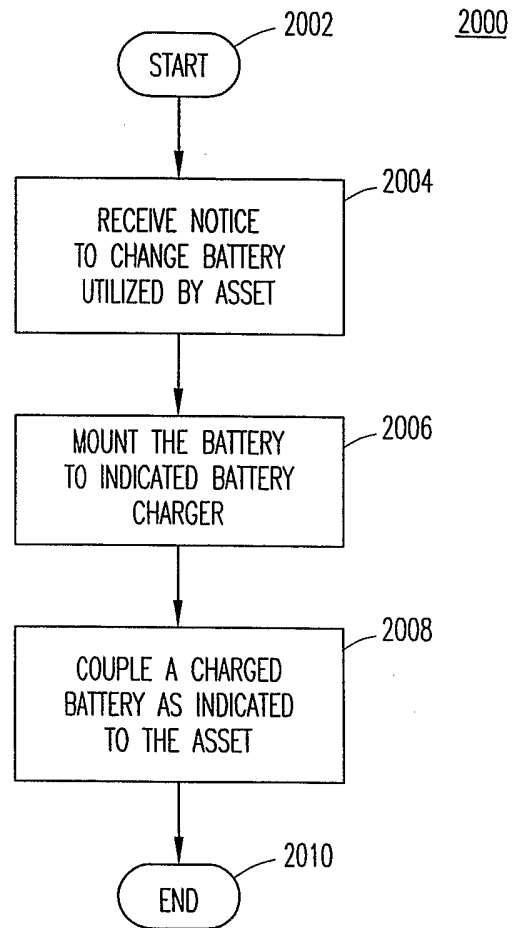 2000
2002
START
2004
RECEIVE NOTICE
TO CHANGE BATTERY
UTILIZED BY ASSET
2006
MOUNT THE BATTERY
TO INDICATED BATTERY
CHARGER
2008
COUPLE A CHARGED
BATTERY AS INDICATED
TO THE ASSET
2010
END